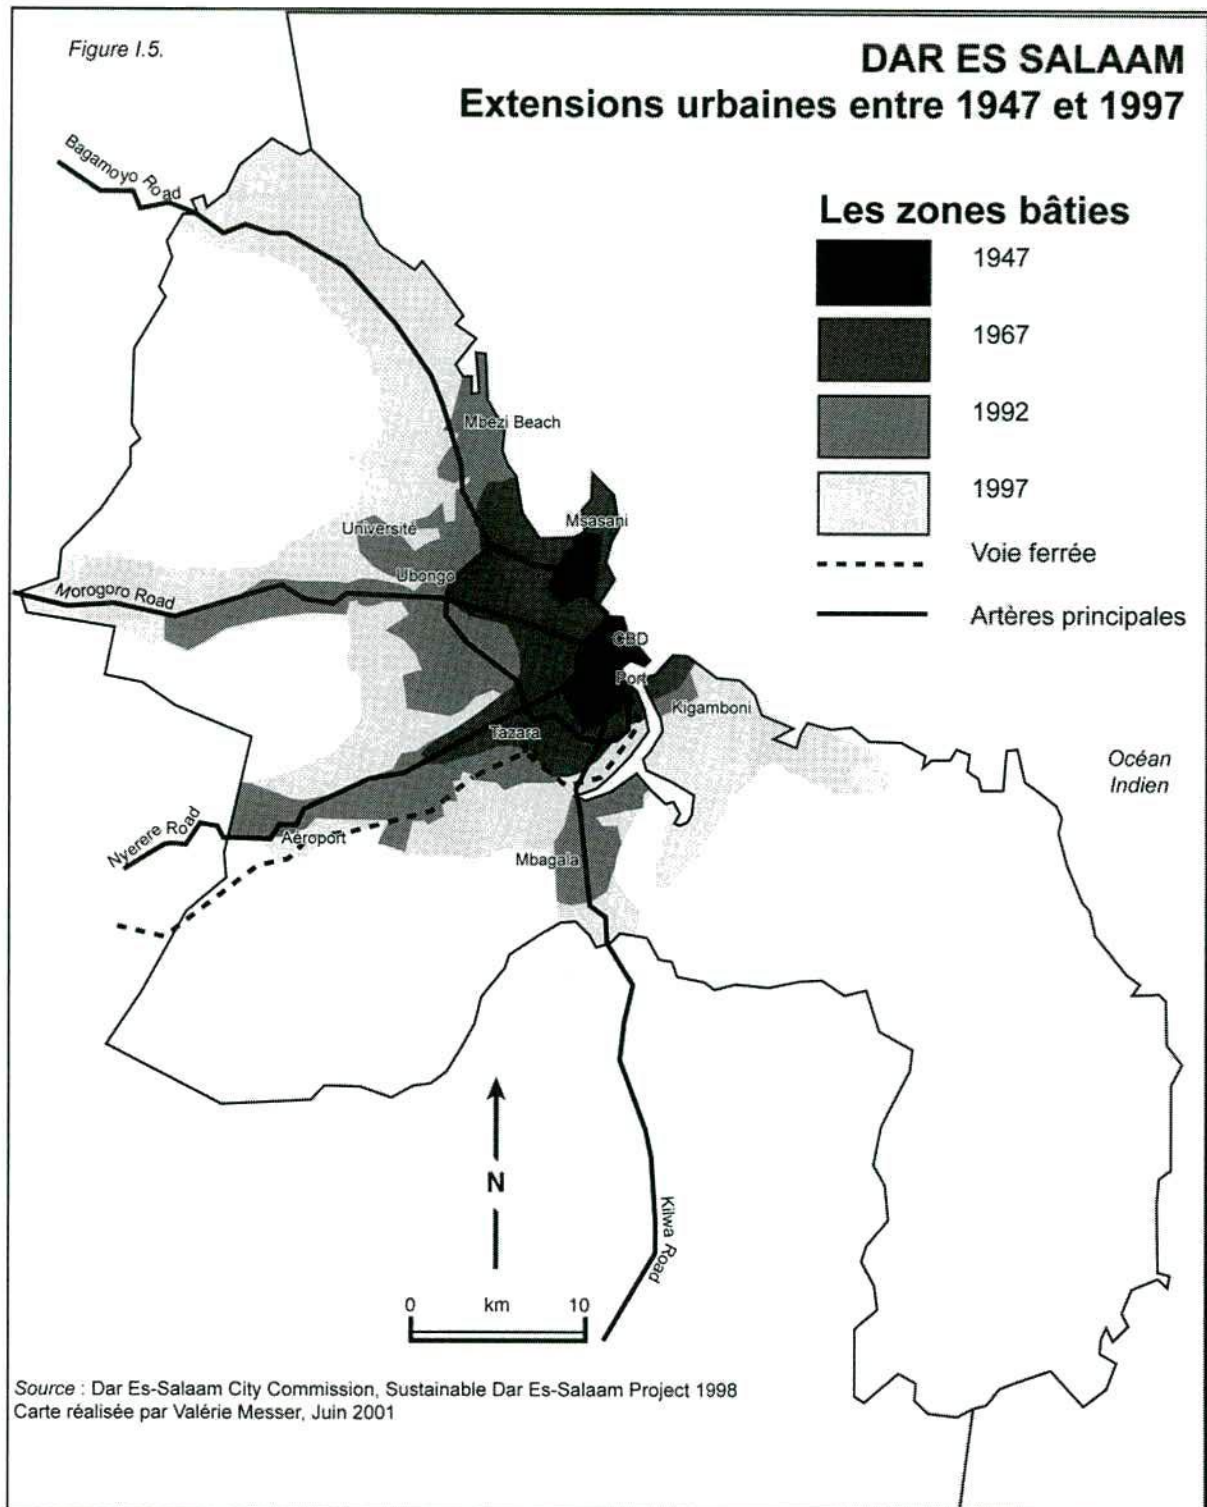 Figure I.5.
DAR ES SALAAM
Extensions urbaines entre 1947 et 1997
Les zones bâties
1947
1967
1992
1997
Voie ferrée
Artères principales
Bagamoyo Road
Mbezi Beach
Msasani
Université
Ubongo
Morogoro Road
CBD
Port
Kigamboni
Tazara
Océan
Indien
Nyerere Road
Aéroport
Mbagala
N
Kilwa Road
0 km 10
Source : Dar Es-Salaam City Commission, Sustainable Dar Es-Salaam Project 1998
Carte réalisée par Valérie Messer, Juin 2001